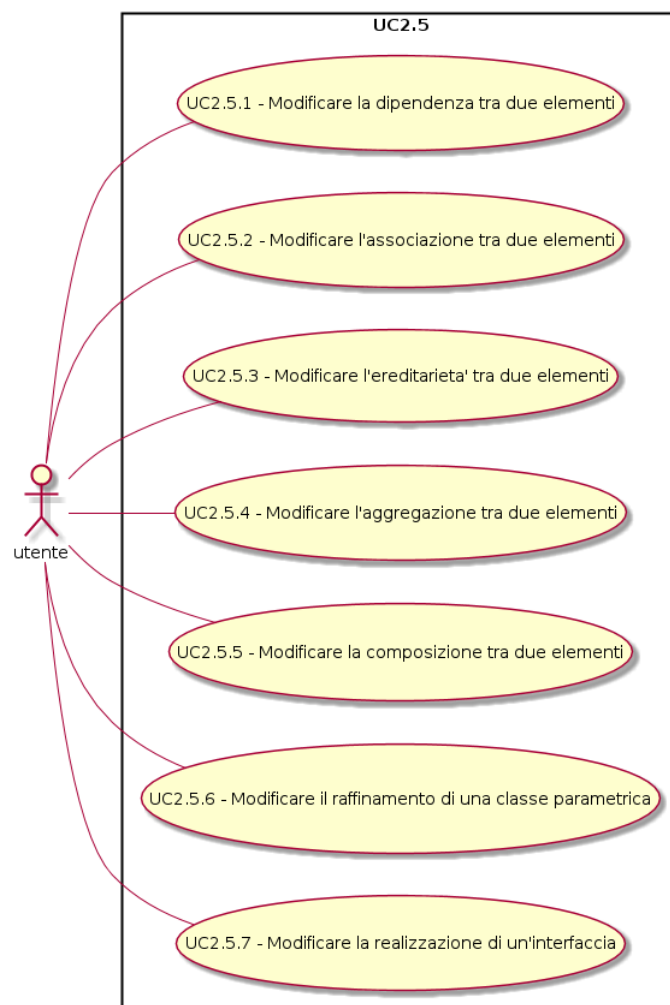 UC2.5
UC2.5.1 - Modificare la dipendenza tra due elementi
UC2.5.2 - Modificare l'associazione tra due elementi
UC2.5.3 - Modificare l'ereditarieta' tra due elementi
UC2.5.4 - Modificare l'aggregazione tra due elementi
utente
UC2.5.5 - Modificare la composizione tra due elementi
UC2.5.6 - Modificare il raffinamento di una classe parametrica
UC2.5.7 - Modificare la realizzazione di un'interfaccia